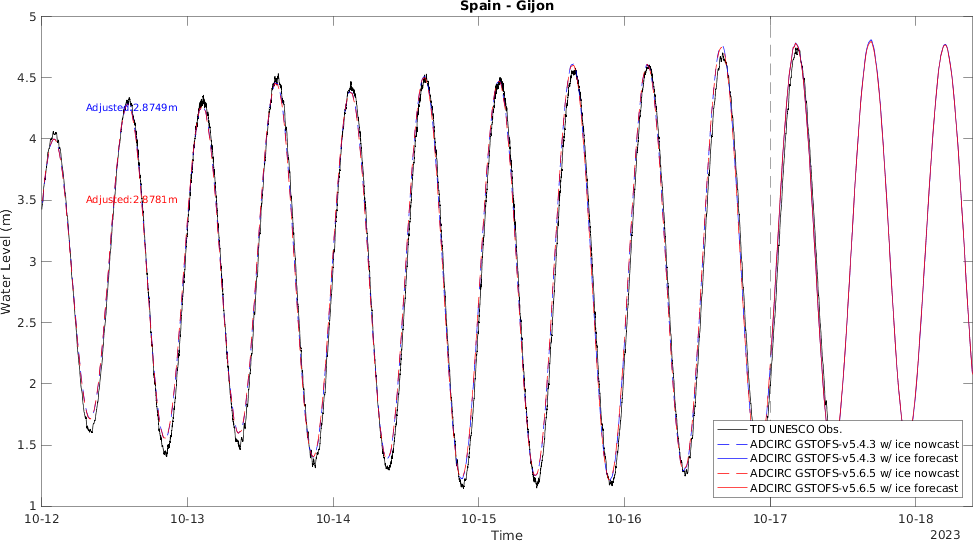 Spain - Gijon
5
4.5
4
3.5
3
2.5
2
1.5
1
Water Level (m)
Adjusted:2.8749m
Adjusted:2.8781m
TD UNESCO Obs.
ADCIRC GSTOFS-v5.4.3 w/ ice nowcast
ADCIRC GSTOFS-v5.4.3 w/ ice forecast
ADCIRC GSTOFS-v5.6.5 w/ ice nowcast
ADCIRC GSTOFS-v5.6.5 w/ ice forecast
10-12 10-13 10-14 10-15 10-16 10-17 10-18
Time
2023